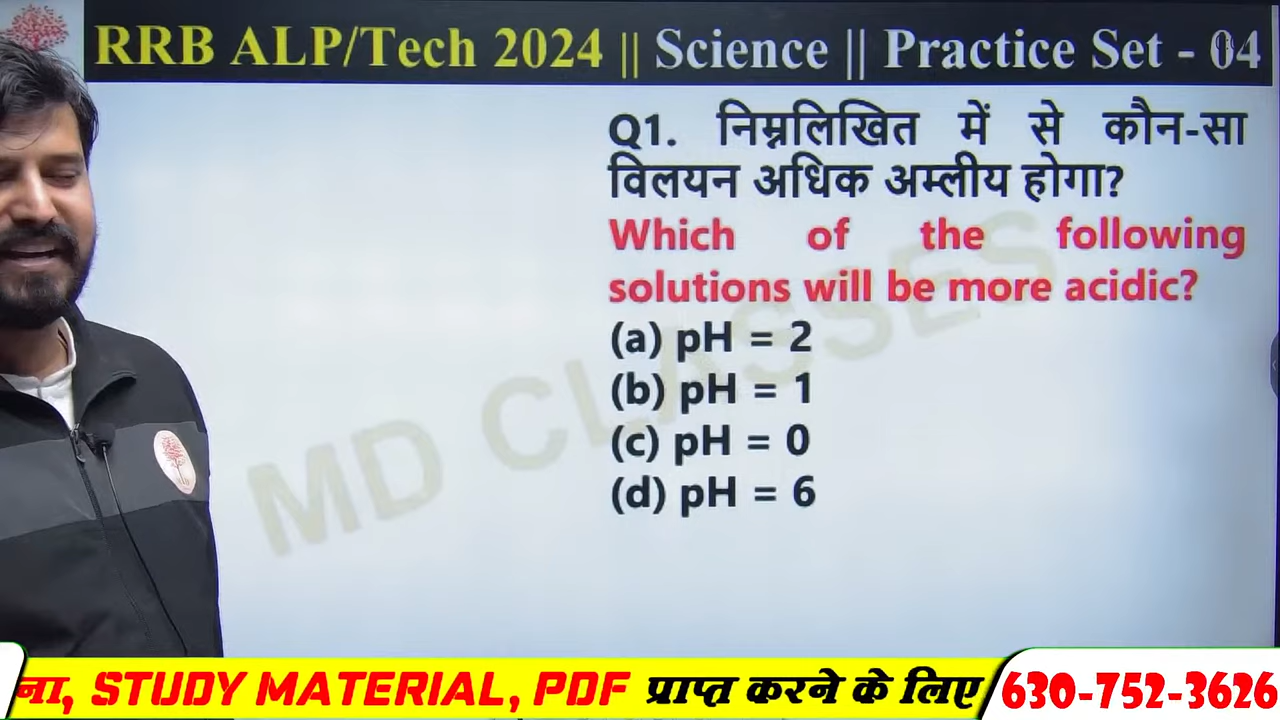 RRB ALP/Tech 2024 || Science || Practice Set - 04
Q1. निम्नलिखित में से कौन-सा
विलयन अधिक अम्लीय होगा?
Which of the following
solutions will be more acidic?
(a) pH = 2
(b) pH = 1
(c) pH = 0
(d) pH = 6
MD CLASSES
ना, STUDY MATERIAL, PDF प्राप्त करने के लिए
630-752-3626